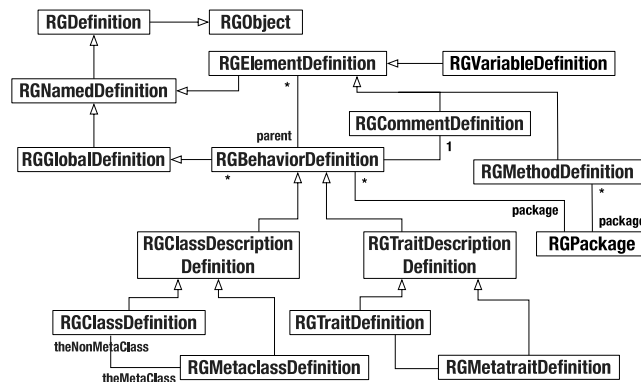 RGDefinition
RGObject
RGElementDefinition
RGVariableDefinition
RGNamedDefinition
*
RGCommentDefinition
parent
1
RGGlobalDefinition
RGBehaviorDefinition
RGMethodDefinition
*
*
*
package
package
RGPackage
RGClassDescription
Definition
RGTraitDescription
Definition
RGClassDefinition
RGTraitDefinition
theNonMetaClass
RGMetaclassDefinition
RGMetatraitDefinition
theMetaClass